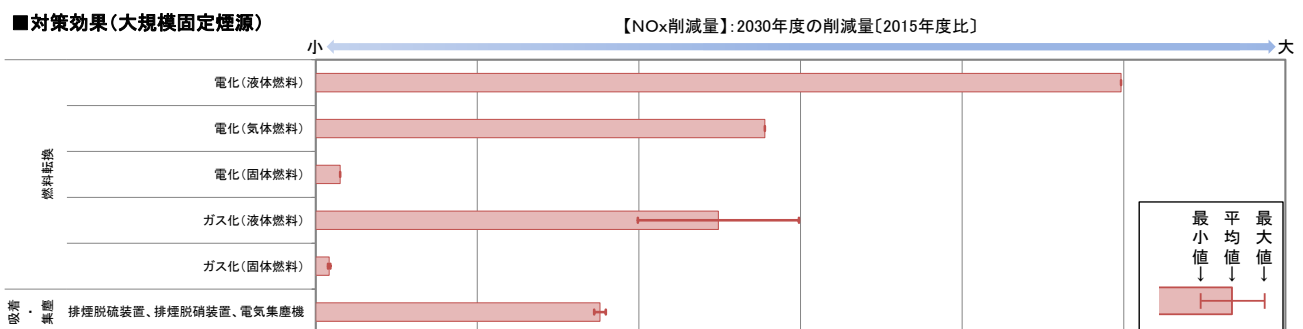 ■対策効果（大規模固定煙源）
【NOx削減量】：2030年度の削減量〔2015年度比〕
小
大
燃料転換
電化（液体燃料）
電化（気体燃料）
電化（固体燃料）
ガス化（液体燃料）
ガス化（固体燃料）
吸着・集塵
排煙脱硫装置、排煙脱硝装置、電気集塵機
最小値→
平均値→
最大値→